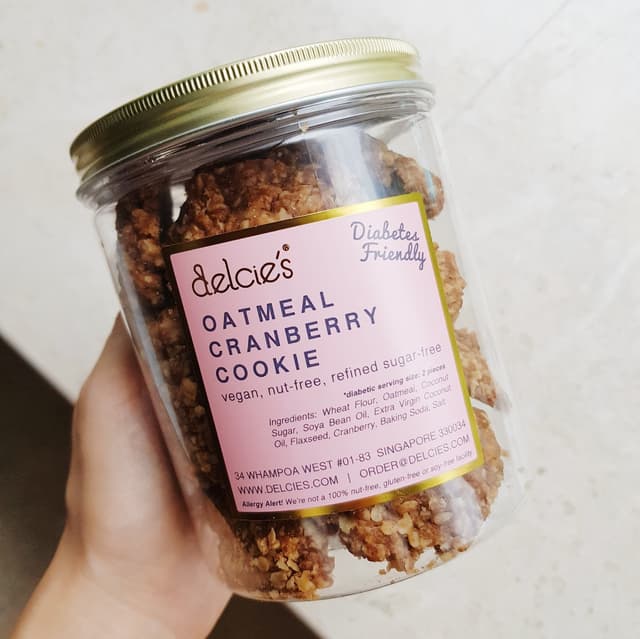 delcie's®
Diabetes
Friendly
OATMEAL
CRANBERRY
COOKIE
vegan, nut-free, refined sugar-free
*diabetic serving size: 2 pieces
Ingredients: Wheat Flour, Oatmeal, Coconut
Sugar, Soya Bean Oil, Extra Virgin Coconut
Oil, Flaxseed, Cranberry, Baking Soda, Salt
34 WHAMPOA WEST #01-83 SINGAPORE 330034
WWW.DELCIES.COM | ORDER@DELCIES.COM
Allergy Alert! We're not a 100% nut-free, gluten-free or soy-free facility